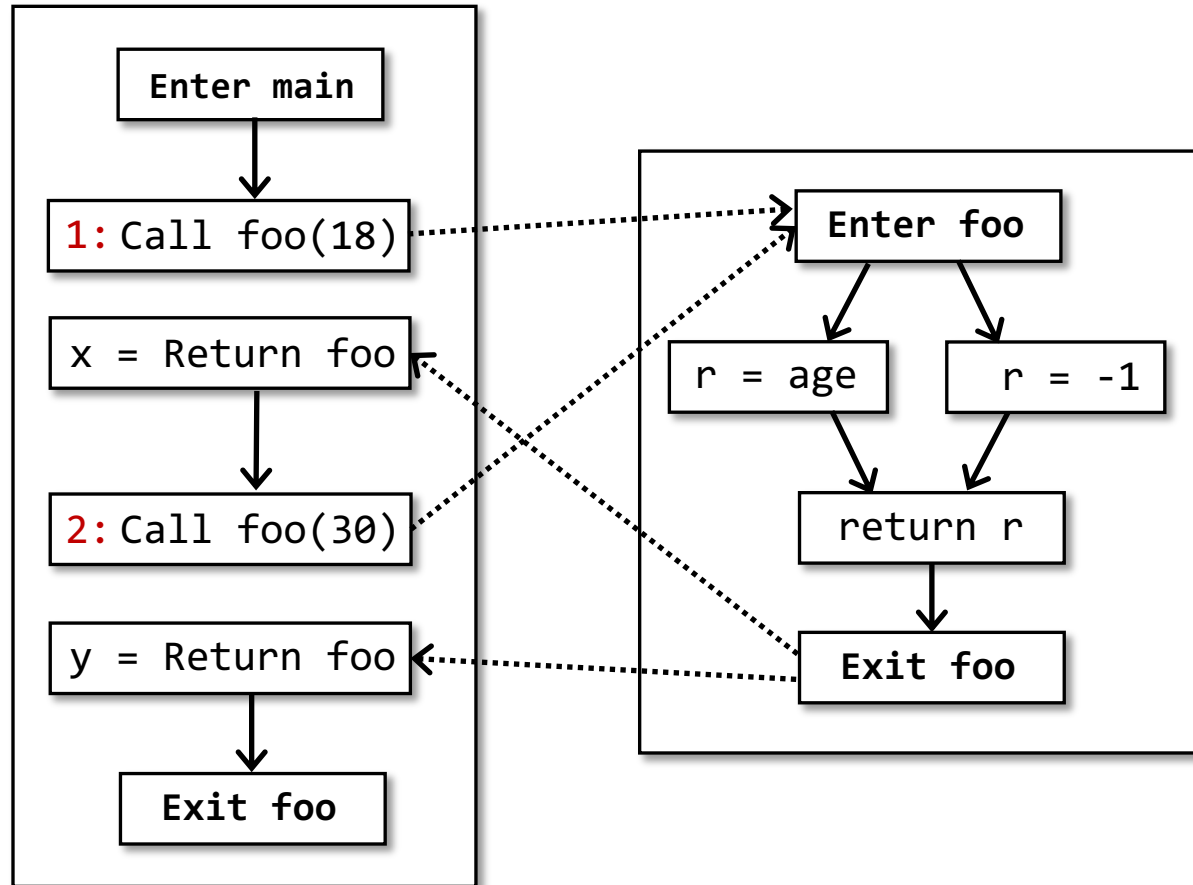 Enter main
1: Call foo(18)
x = Return foo
2: Call foo(30)
y = Return foo
Exit foo
Enter foo
r = age
r = -1
return r
Exit foo